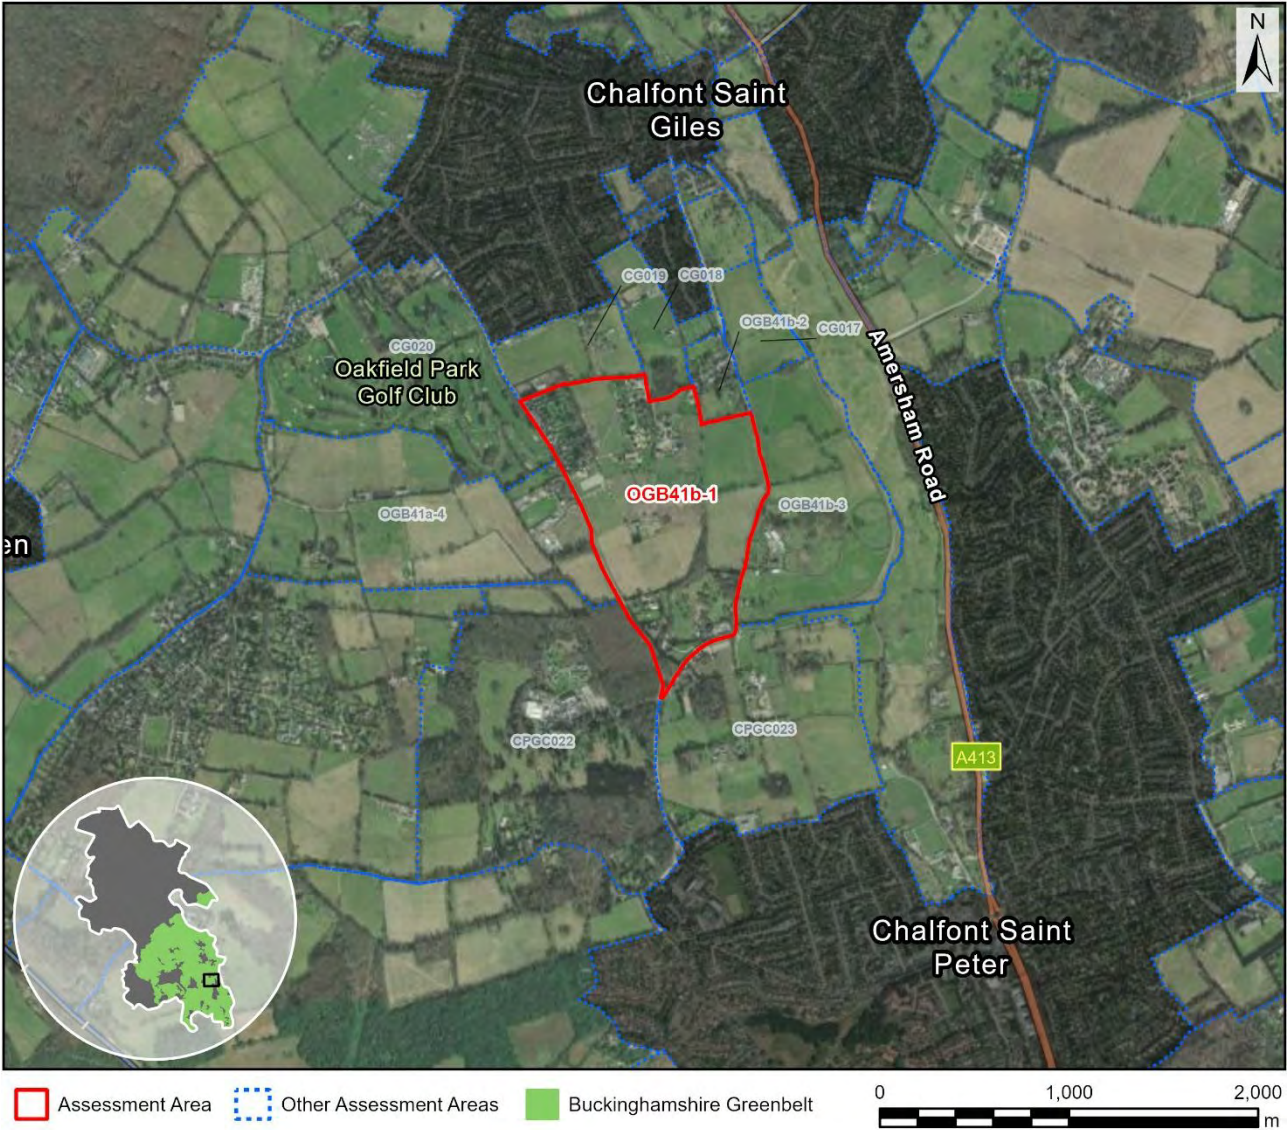 N
Chalfont Saint
Giles
CG019
CG018
OGB41b-2
CG017
CG020
Oakfield Park
Golf Club
Amersham Road
OGB41b-1
OGB41b-3
OGB41a-4
en
CPGC022
CPGC023
A413
Chalfont Saint
Peter
Assessment Area
Other Assessment Areas
Buckinghamshire Greenbelt
0
1,000
2,000
m